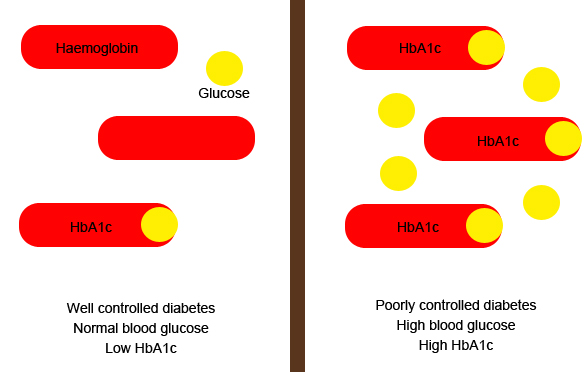 Haemoglobin
Glucose
HbA1c
Well controlled diabetes
Normal blood glucose
Low HbA1c
HbA1c
HbA1c
HbA1c
Poorly controlled diabetes
High blood glucose
High HbA1c